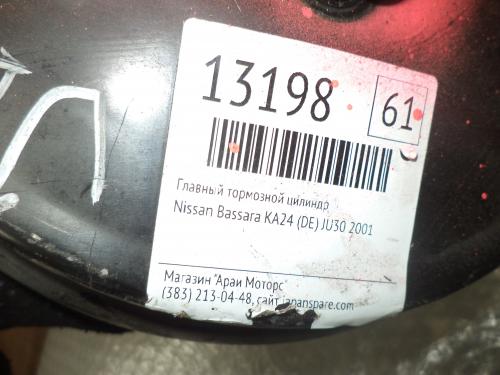 13198
61
Главный тормозной цилиндр
Nissan Bassara KA24 (DE) JU30 2001
Магазин "Араи Моторс"
(383) 213-04-48, сайт japanspare.com